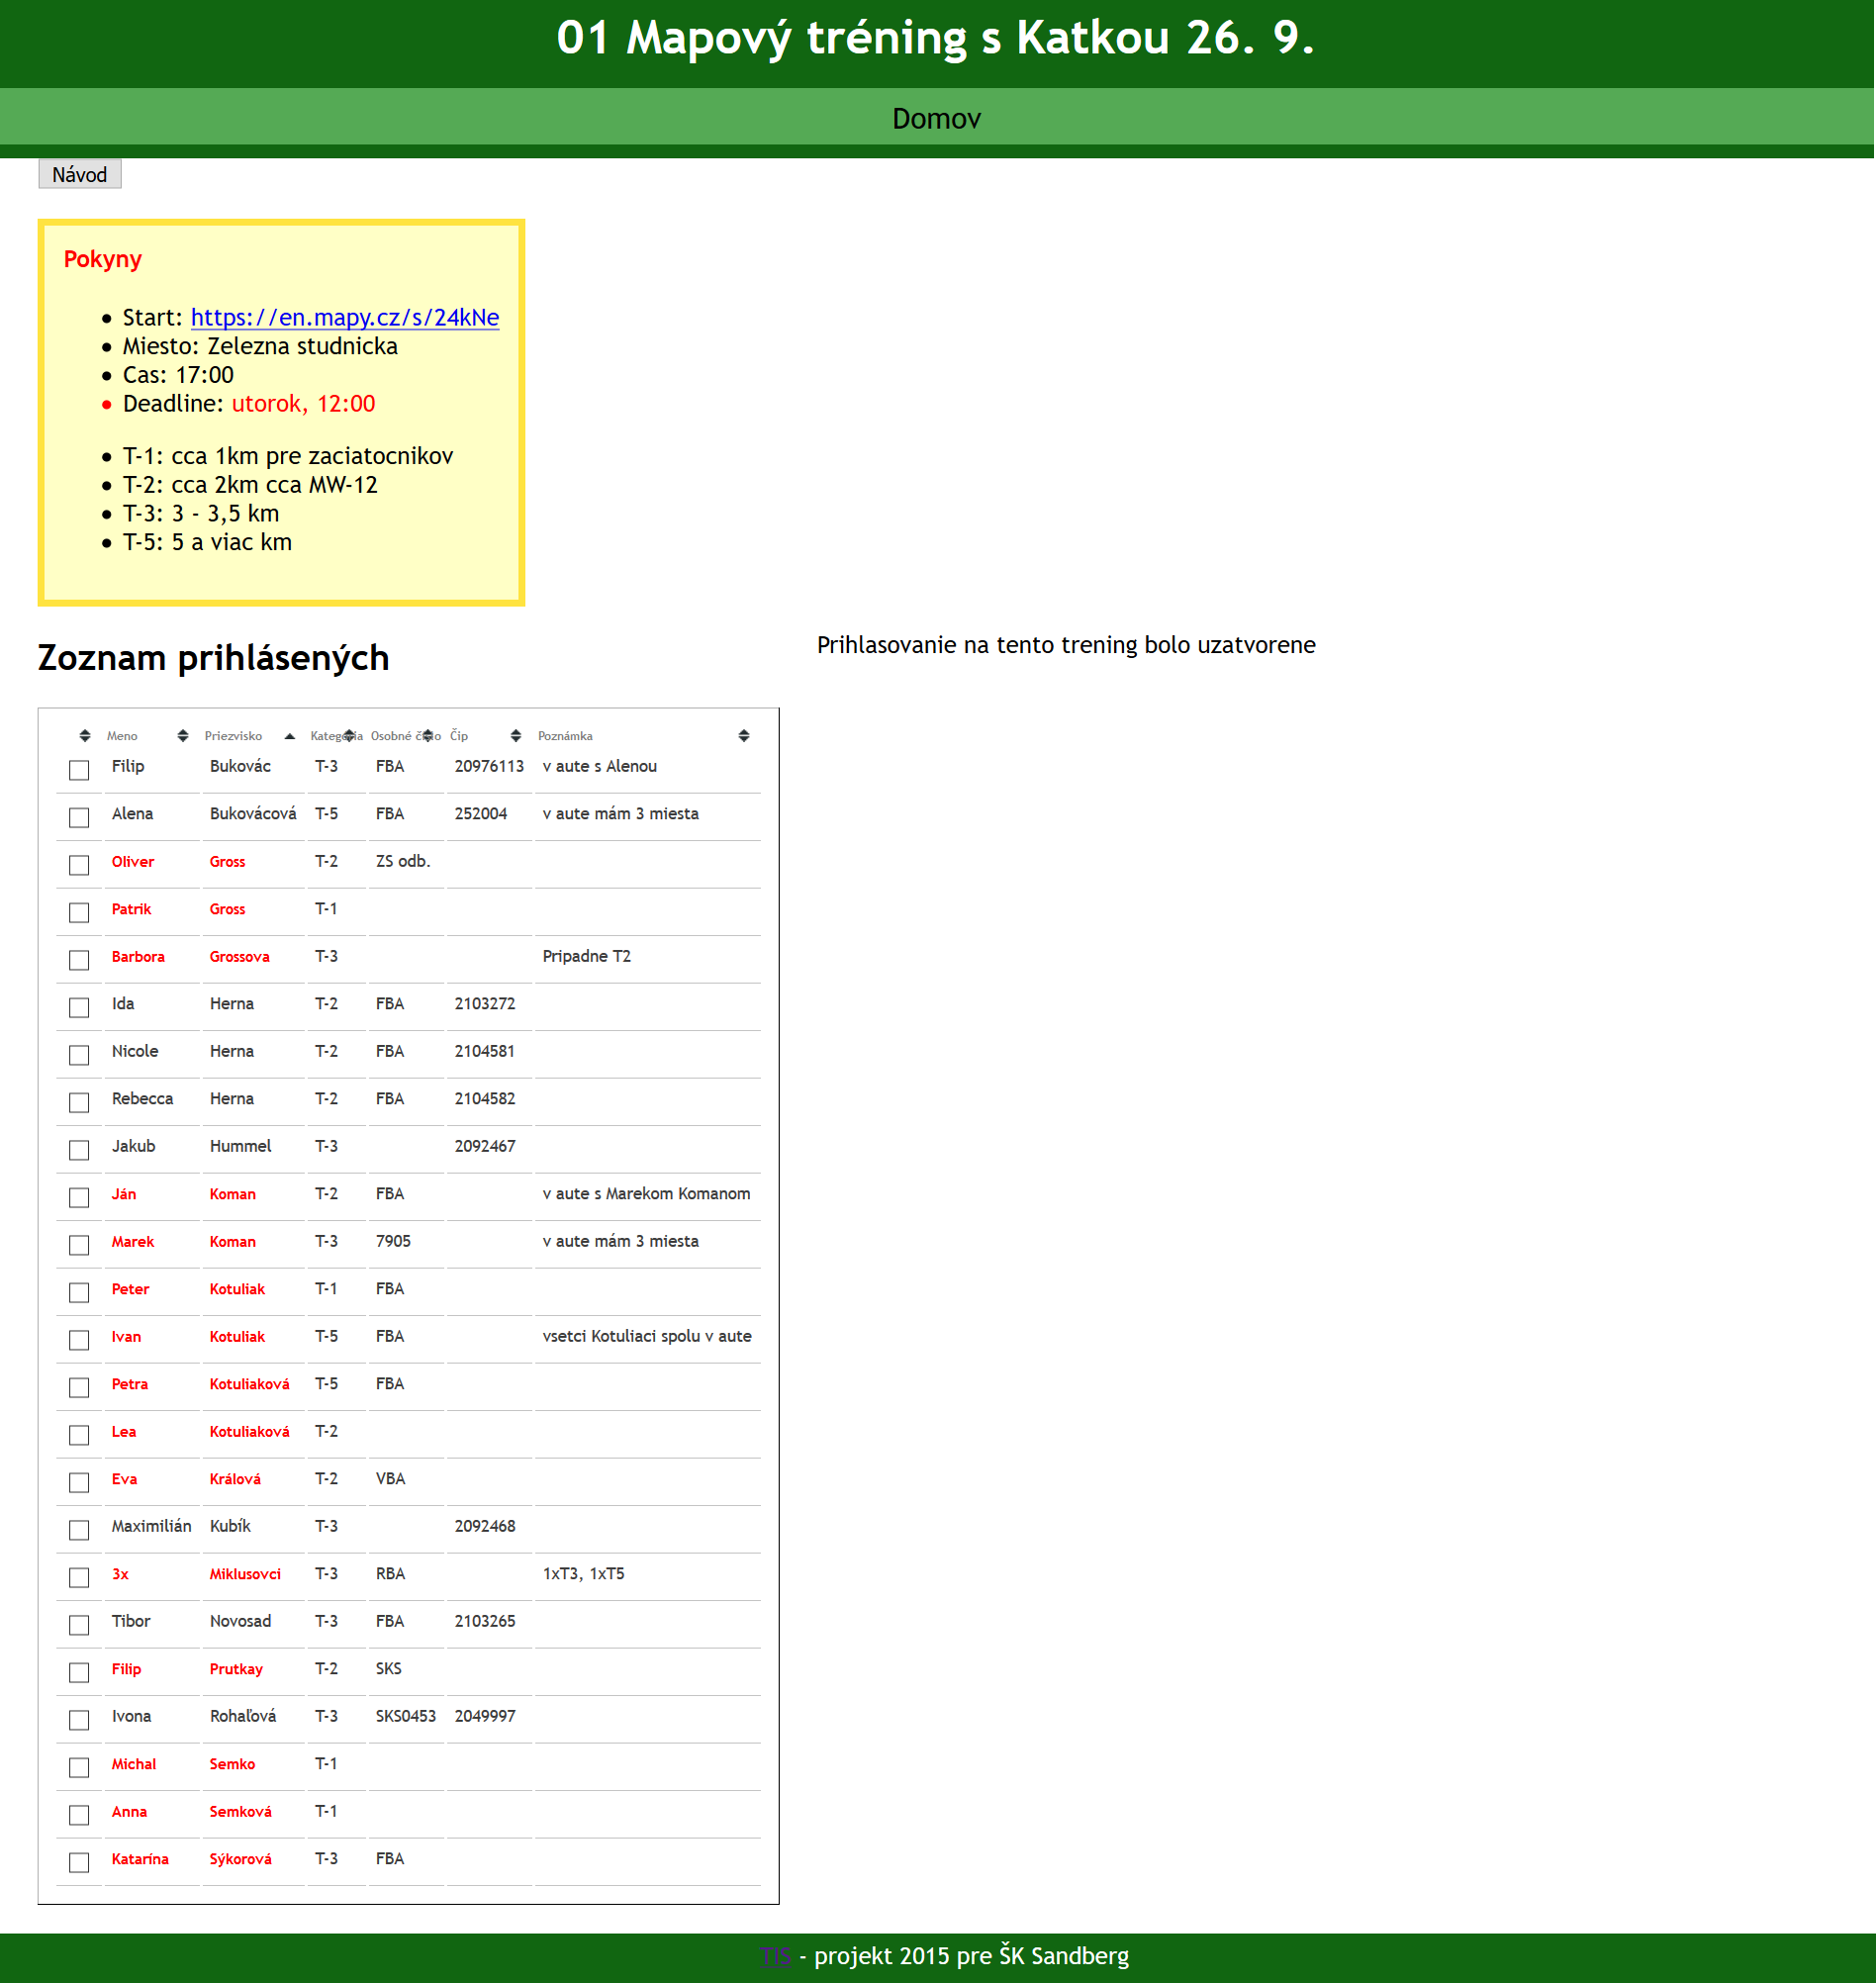 01 Mapový tréning s Katkou 26. 9.
Domov
Návod
Pokyny
Start: https://en.mapy.cz/s/24kNe
Miesto: Zelezna studnicka
Cas: 17:00
Deadline: utorok, 12:00
T-1: cca 1km pre zaciatocnikov
T-2: cca 2km cca MW-12
T-3: 3 - 3,5 km
T-5: 5 a viac km
Zoznam prihlásených
Prihlasovanie na tento trening bolo uzatvorene
Meno Priezvisko Kategória Osobné číslo Čip Poznámka
Filip Bukovác T-3 FBA 20976113 v aute s Alenou
Alena Bukovácová T-5 FBA 252004 v aute mám 3 miesta
Oliver Gross T-2 ZS odb.
Patrik Gross T-1
Barbora Grossova T-3 Pripadne T2
Ida Herna T-2 FBA 2103272
Nicole Herna T-2 FBA 2104581
Rebecca Herna T-2 FBA 2104582
Jakub Hummel T-3 2092467
Ján Koman T-2 FBA v aute s Marekom Komanom
Marek Koman T-3 7905 v aute mám 3 miesta
Peter Kotuliak T-1 FBA
Ivan Kotuliak T-5 FBA vsetci Kotuliaci spolu v aute
Petra Kotuliaková T-5 FBA
Lea Kotuliaková T-2
Eva Králová T-2 VBA
Maximilián Kubík T-3 2092468
3x Miklusovci T-3 RBA 1xT3, 1xT5
Tibor Novosad T-3 FBA 2103265
Filip Prutkay T-2 SKS
Ivona Rohaľová T-3 SKS0453 2049997
Michal Semko T-1
Anna Semková T-1
Katarína Sýkorová T-3 FBA
TIS - projekt 2015 pre ŠK Sandberg